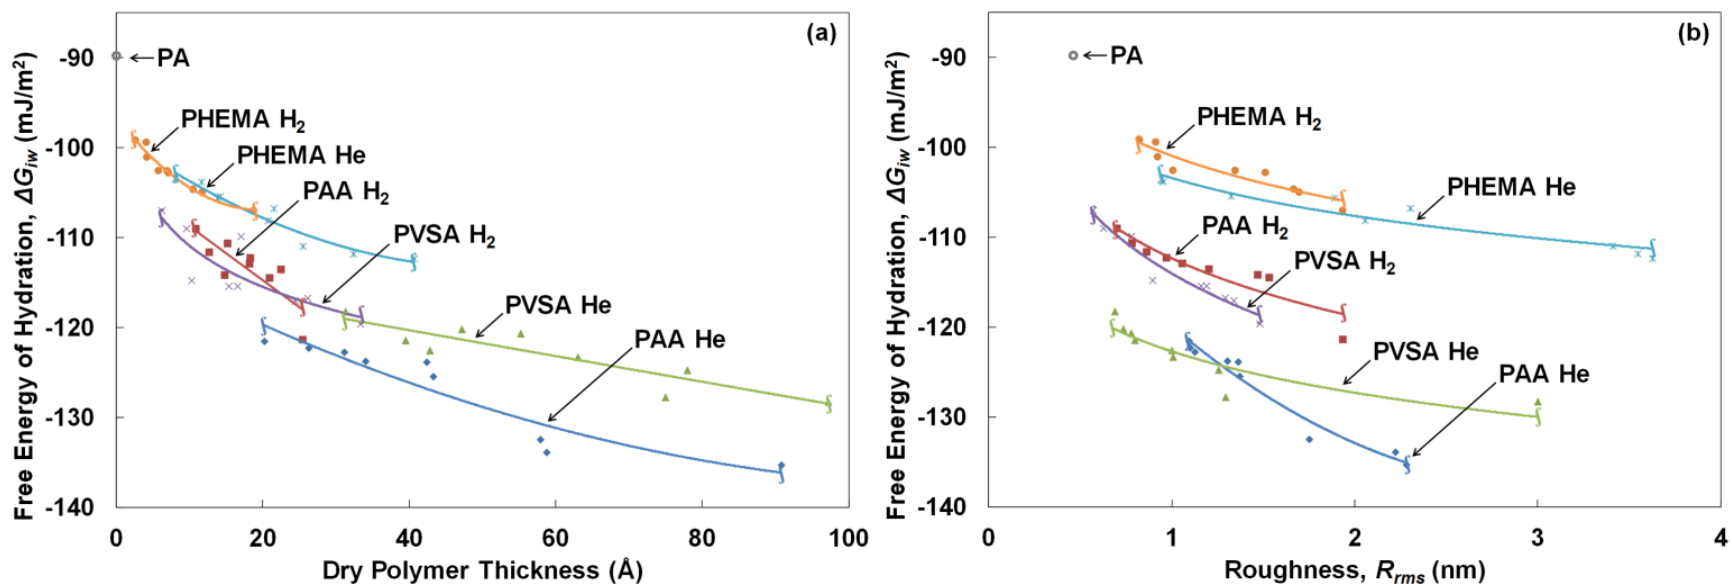 (a)
Free Energy of Hydration, ΔG_iw (mJ/m²)
-90
-100
-110
-120
-130
-140
PA
PHEMA H₂
PHEMA He
PAA H₂
PVSA H₂
PVSA He
PAA He
0 20 40 60 80 100
Dry Polymer Thickness (Å)
(b)
Free Energy of Hydration, ΔG_iw (mJ/m²)
-90
-100
-110
-120
-130
-140
PA
PHEMA H₂
PHEMA He
PAA H₂
PVSA H₂
PVSA He
PAA He
0 1 2 3 4
Roughness, R_rms (nm)